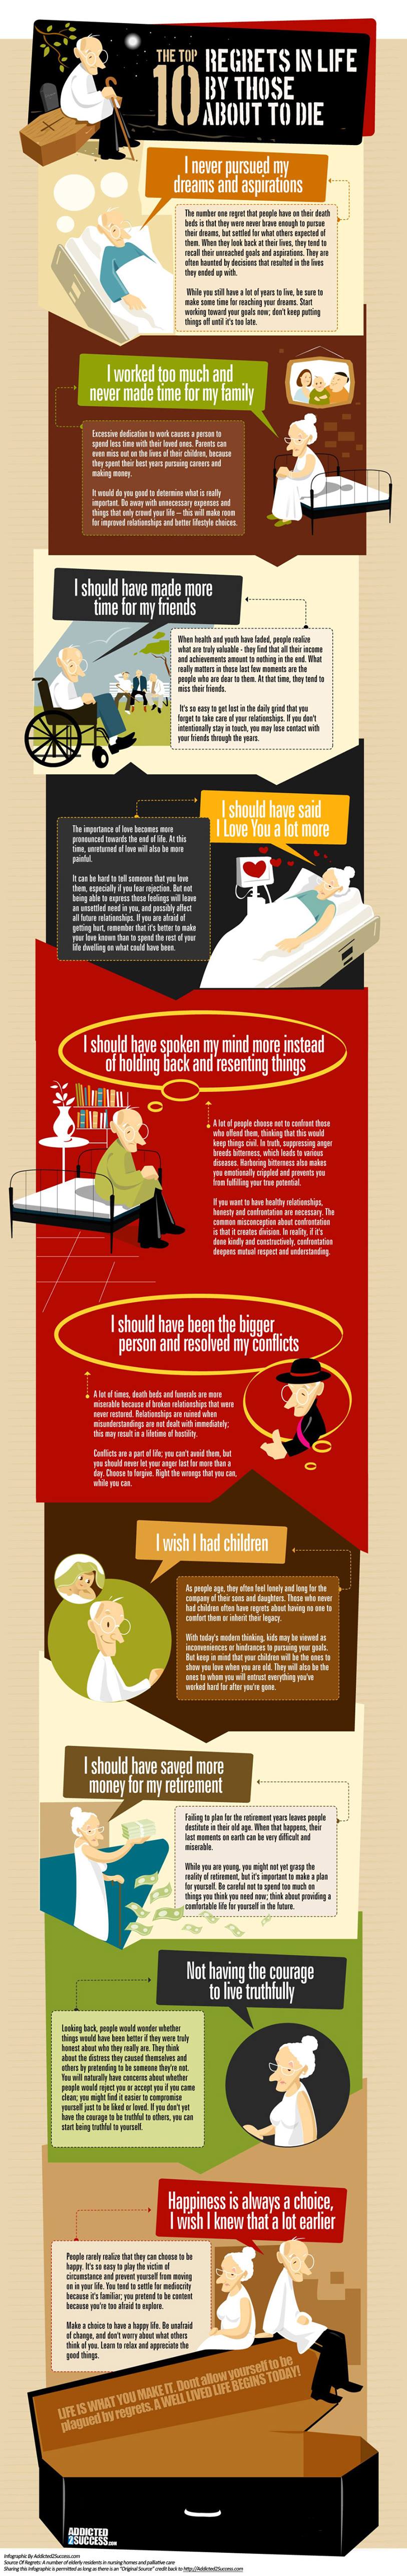 THE TOP
10
REGRETS IN LIFE
BY THOSE
ABOUT TO DIE
I never pursued my
dreams and aspirations
The number one regret that people have on their death
beds is that they were never brave enough to pursue
their dreams, but settled for what others expected of
them. When they look back at their lives, they tend to
recall their unreached goals and aspirations. They are
often haunted by decisions that resulted in the lives
they ended up with.
While you still have a lot of years to live, be sure to
make some time for reaching your dreams. Start
working toward your goals now; don't keep putting
things off until it's too late.
I worked too much and
never made time for my family
Excessive dedication to work causes a person to
spend less time with their loved ones. Parents can
even miss out on the lives of their children, because
they spent their best years pursuing careers and
making money.
It would do you good to determine what is really
important. Do away with unnecessary expenses and
things that only crowd your life – this will make room
for improved relationships and better lifestyle choices.
I should have made more
time for my friends
When health and youth have faded, people realize
what are truly valuable - they find that all their income
and achievements amount to nothing in the end. What
really matters in those last few moments are the
people who are dear to them. At that time, they tend to
miss their friends.
It's so easy to get lost in the daily grind that you
forget to take care of your relationships. If you don't
intentionally stay in touch, you may lose contact with
your friends through the years.
I should have said
I Love You a lot more
The importance of love becomes more
pronounced towards the end of life. At this
time, unreturned of love will also be more
painful.
It can be hard to tell someone that you love
them, especially if you fear rejection. But not
being able to express those feelings will leave
an unsettled need in you, and possibly affect
all future relationships. If you are afraid of
getting hurt, remember that it's better to make
your love known than to spend the rest of your
life dwelling on what could have been.
I should have spoken my mind more instead
of holding back and resenting things
A lot of people choose not to confront those
who offend them, thinking that this would
keep things civil. In truth, suppressing anger
breeds bitterness, which leads to various
diseases. Harboring bitterness also makes
you emotionally crippled and prevents you
from fulfilling your true potential.
If you want to have healthy relationships,
honesty and confrontation are necessary. The
common misconception about confrontation
is that it creates division. In reality, if it's
done kindly and constructively, confrontation
deepens mutual respect and understanding.
I should have been the bigger
person and resolved my conflicts
A lot of times, death beds and funerals are more
miserable because of broken relationships that were
never restored. Relationships are ruined when
misunderstandings are not dealt with immediately;
this may result in a lifetime of hostility.
Conflicts are a part of life; you can't avoid them, but
you should never let your anger last for more than a
day. Choose to forgive. Right the wrongs that you can,
while you can.
I wish I had children
As people age, they often feel lonely and long for the
company of their sons and daughters. Those who never
had children often have regrets about having no one to
comfort them or inherit their legacy.
With today's modern thinking, kids may be viewed as
inconveniences or hindrances to pursuing your goals.
But keep in mind that your children will be the ones to
show you love when you are old. They will also be the
ones to whom you will entrust everything you've
worked hard for after you're gone.
I should have saved more
money for my retirement
Failing to plan for the retirement years leaves people
destitute in their old age. When that happens, their
last moments on earth can be very difficult and
miserable.
While you are young, you might not yet grasp the
reality of retirement, but it's important to make a plan
for yourself. Be careful not to spend too much on
things you think you need now; think about providing a
comfortable life for yourself in the future.
Not having the courage
to live truthfully
Looking back, people would wonder whether
things would have been better if they were truly
honest about who they really are. They think
about the distress they caused themselves and
others by pretending to be someone they're not.
You will naturally have concerns about whether
people would reject you or accept you if you came
clean; you might find it easier to compromise
yourself just to be liked or loved. If you don't yet
have the courage to be truthful to others, you can
start being truthful to yourself.
Happiness is always a choice,
I wish I knew that a lot earlier
People rarely realize that they can choose to be
happy. It's so easy to play the victim of
circumstance and prevent yourself from moving
on in your life. You tend to settle for mediocrity
because it's familiar; you pretend to be content
because you're too afraid to explore.
Make a choice to have a happy life. Be unafraid
of change, and don't worry about what others
think of you. Learn to relax and appreciate the
good things.
LIFE IS WHAT YOU MAKE IT. Dont allow yourself to be
plagued by regrets. A WELL LIVED LIFE BEGINS TODAY!
ADDICTED
2SUCCESS.COM
Infographic By Addicted2Success.com
Source Of Regrets: A number of elderly residents in nursing homes and palliative care
Sharing this Infographic is permitted as long as there is an "Original Source" credit back to http://Addicted2Success.com